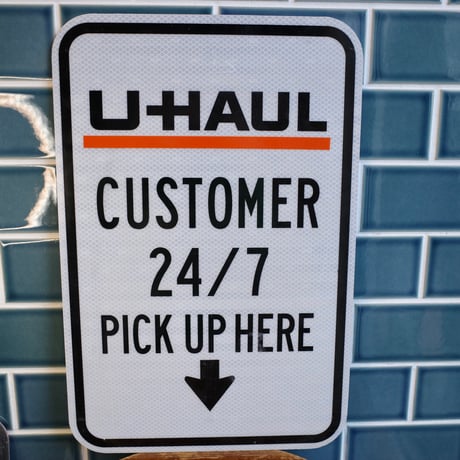 U-HAUL
CUSTOMER
24/7
PICK UP HERE